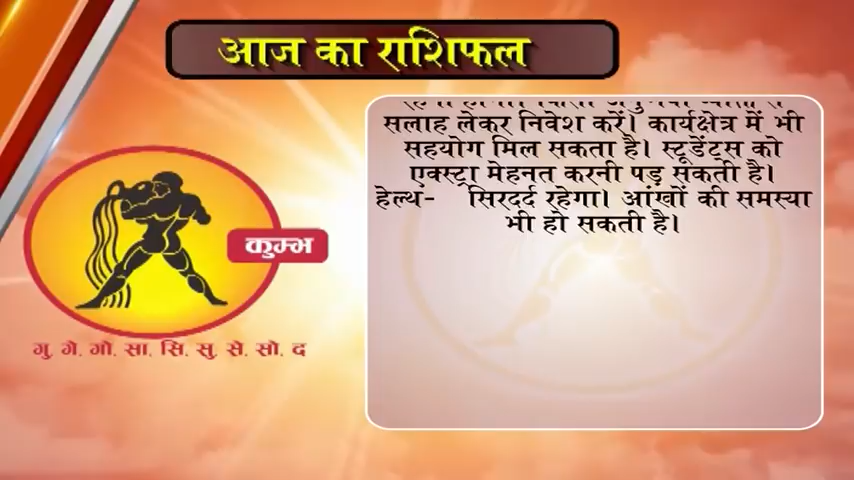 आज का राशिफल
सलाह लेकर निवेश करें। कार्यक्षेत्र में भी
सहयोग मिल सकता है। स्टूडेंट्स को
एक्स्ट्रा मेहनत करनी पड़ सकती है।
हेल्थ- सिरदर्द रहेगा। आंखों की समस्या
भी हो सकती है।
कुम्भ
गु. गे. गो. सा. सि. सु. से. सो. द